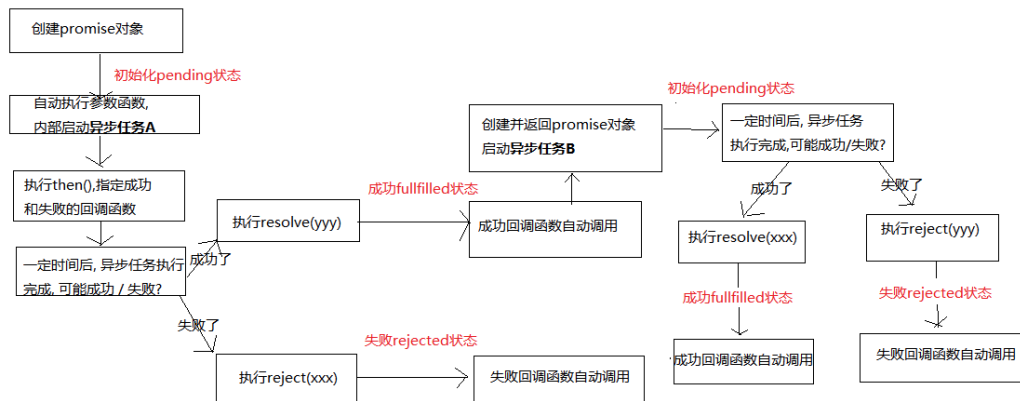 创建promise对象
初始化pending状态
自动执行参数函数,
内部启动异步任务A
执行then(),指定成功
和失败的回调函数
一定时间后, 异步任务执行
完成, 可能成功 / 失败?
成功了
执行resolve(yyy)
成功fullfilled状态
成功回调函数自动调用
失败了
执行reject(xxx)
失败rejected状态
失败回调函数自动调用
创建并返回promise对象
启动异步任务B
初始化pending状态
一定时间后, 异步任务
执行完成,可能成功/失败?
成功了
执行resolve(xxx)
成功fullfilled状态
成功回调函数自动调用
失败了
执行reject(yyy)
失败rejected状态
失败回调函数自动调用